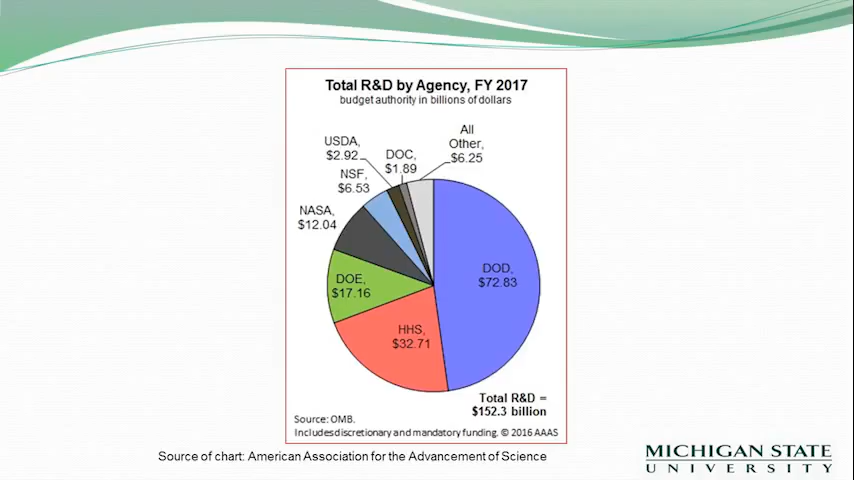 Total R&D by Agency, FY 2017
budget authority in billions of dollars
All
Other,
$6.25
USDA,
$2.92
DOC,
$1.89
NSF,
$6.53
NASA,
$12.04
DOE,
$17.16
DOD,
$72.83
HHS,
$32.71
Total R&D =
$152.3 billion
Source: OMB.
Includes discretionary and mandatory funding. © 2016 AAAS
Source of chart: American Association for the Advancement of Science
MICHIGAN STATE
UNIVERSITY